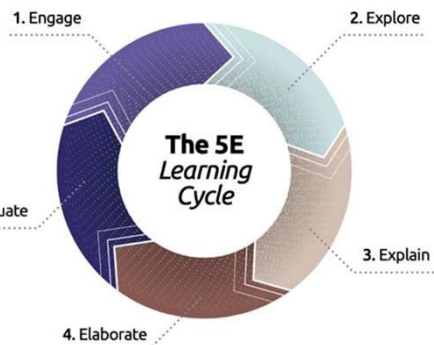 1. Engage
2. Explore
The 5E
Learning
Cycle
uate
3. Explain
4. Elaborate